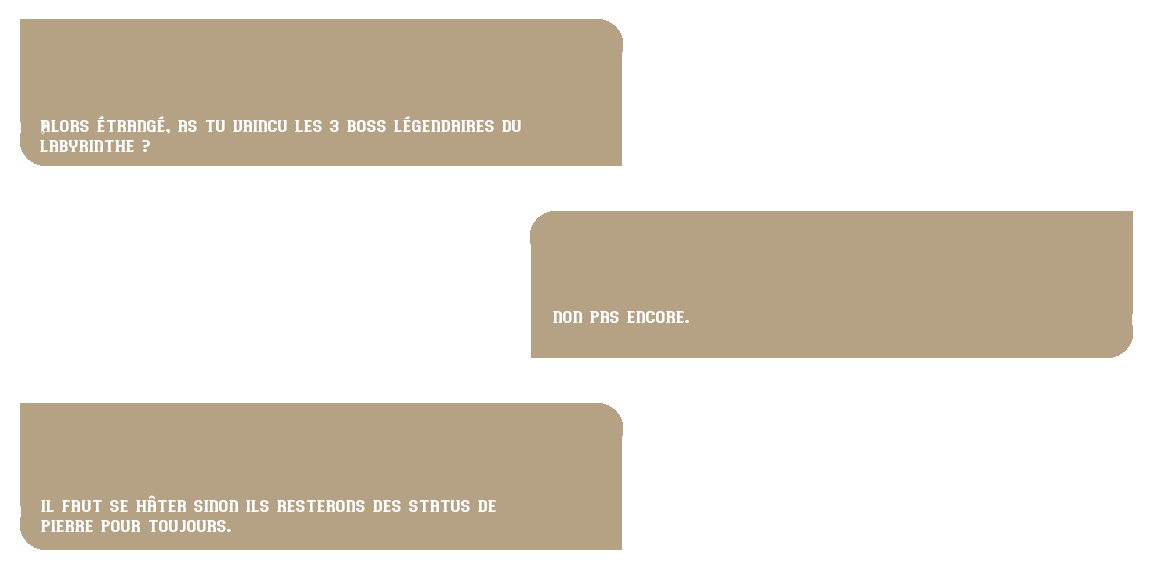 ALORS ÉTRANGÉ, AS TU VAINCU LES 3 BOSS LÉGENDAIRES DU
LABYRINTHE ?
NON PAS ENCORE.
IL FAUT SE HÂTER SINON ILS RESTERONS DES STATUS DE
PIERRE POUR TOUJOURS.